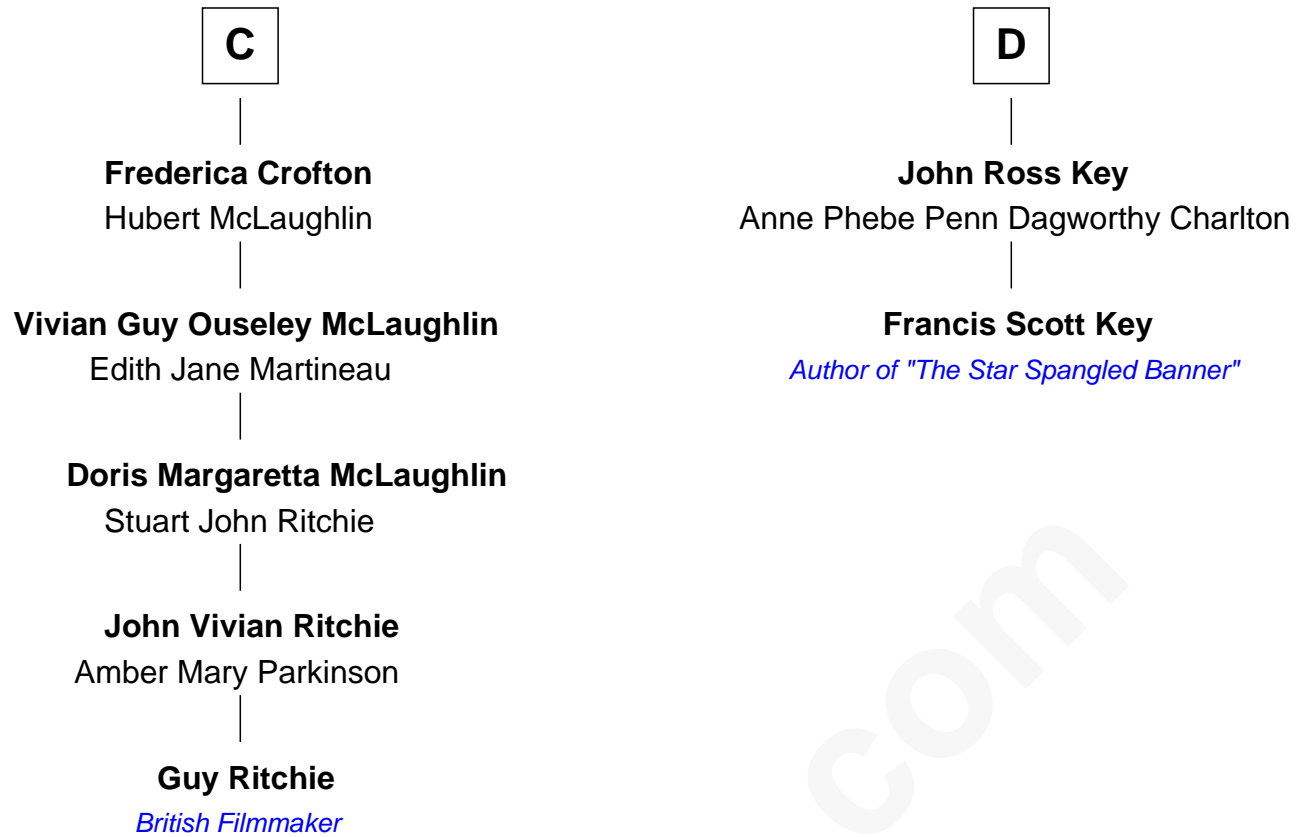 C
Frederica Crofton
Hubert McLaughlin
Vivian Guy Ouseley McLaughlin
Edith Jane Martineau
Doris Margaretta McLaughlin
Stuart John Ritchie
John Vivian Ritchie
Amber Mary Parkinson
Guy Ritchie
British Filmmaker
D
John Ross Key
Anne Phebe Penn Dagworthy Charlton
Francis Scott Key
Author of "The Star Spangled Banner"
com